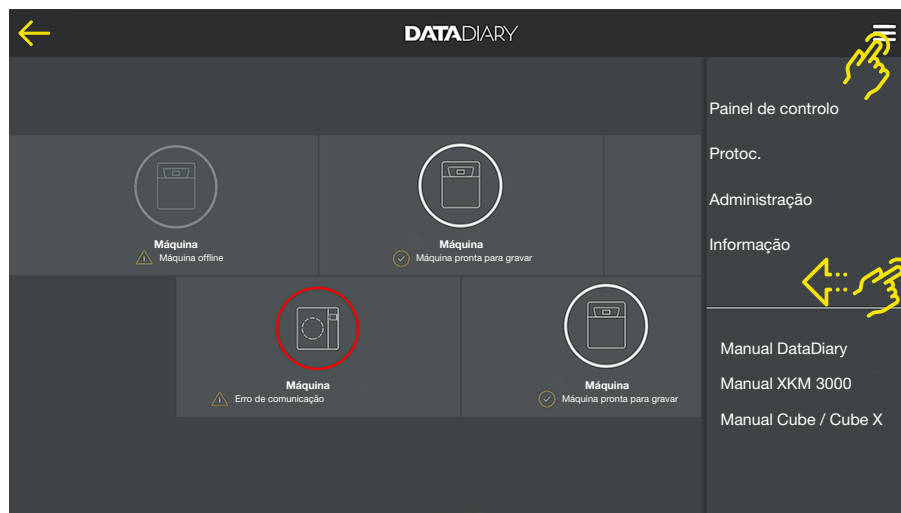 DATADIARY
Máquina
Máquina offline
Máquina
Máquina pronta para gravar
Máquina
Erro de comunicação
Máquina
Máquina pronta para gravar
Painel de controlo
Protoc.
Administração
Informação
Manual DataDiary
Manual XKM 3000
Manual Cube / Cube X